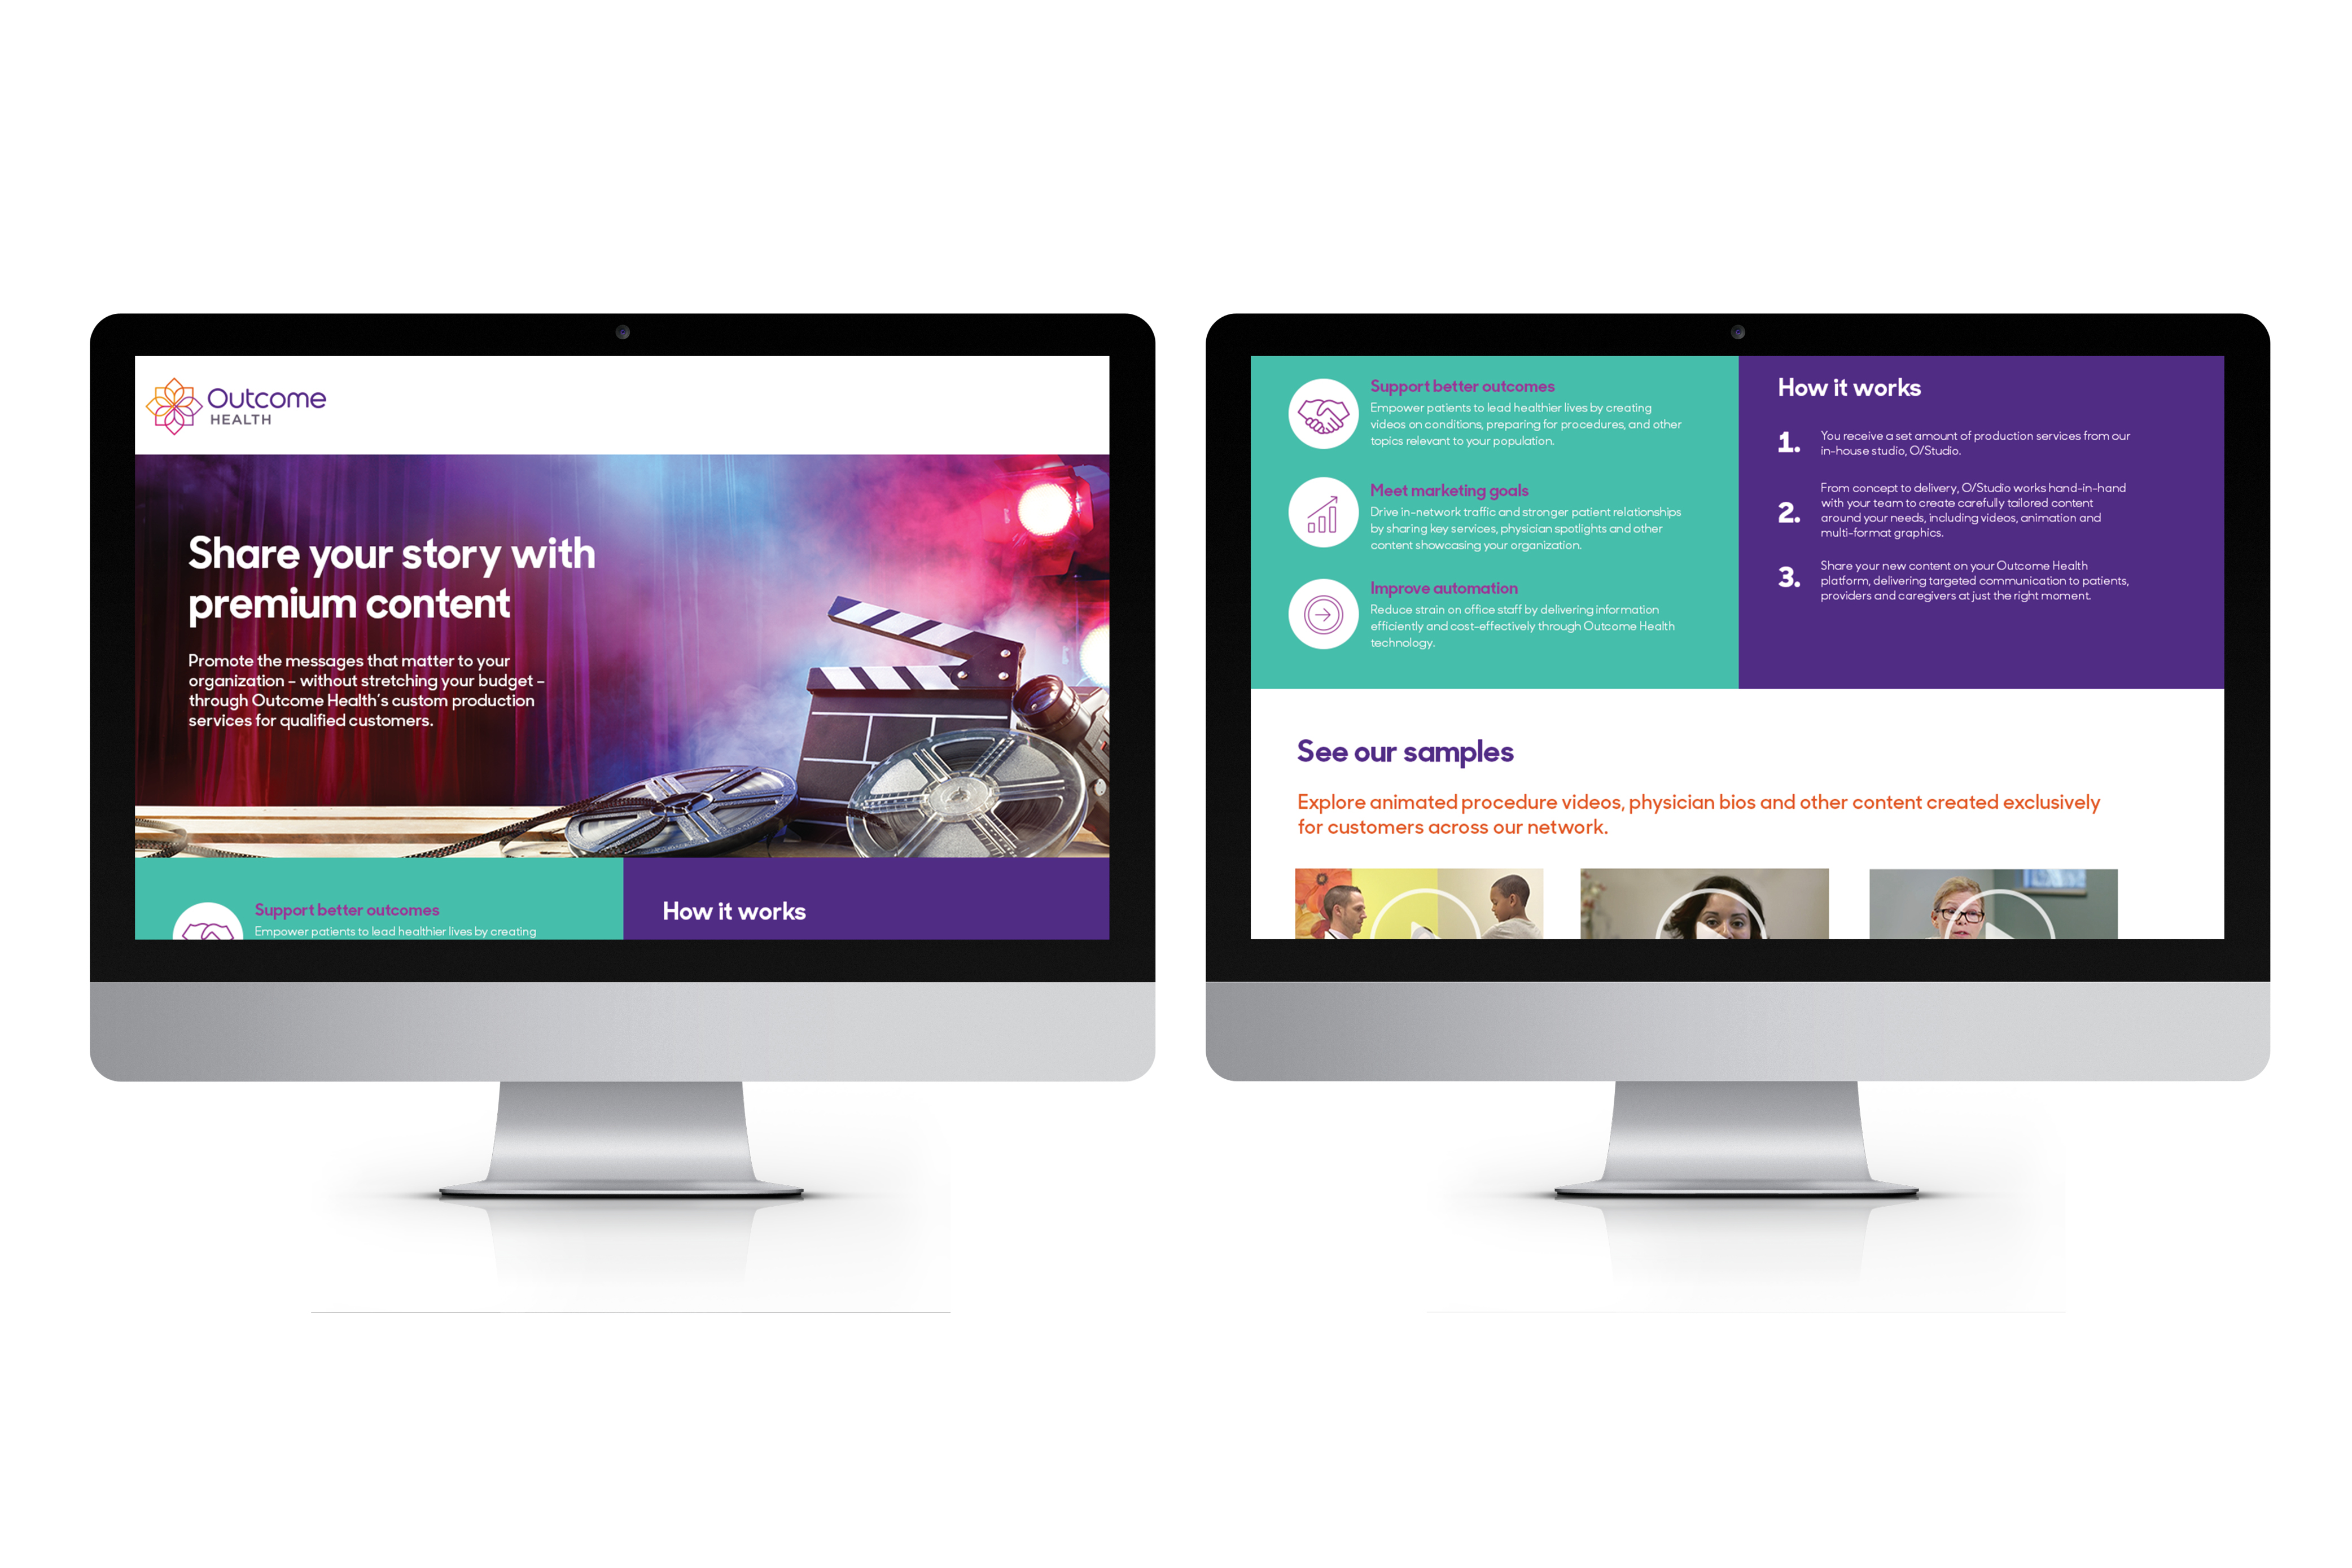 Outcome
HEALTH
Share your story with
premium content
Promote the messages that matter to your
organization – without stretching your budget –
through Outcome Health's custom production
services for qualified customers.
Support better outcomes
Empower patients to lead healthier lives by creating
How it works
Support better outcomes
Empower patients to lead healthier lives by creating
videos on conditions, preparing for procedures, and other
topics relevant to your population.
Meet marketing goals
Drive in-network traffic and stronger patient relationships
by sharing key services, physician spotlights and other
content showcasing your organization.
Improve automation
Reduce strain on office staff by delivering information
efficiently and cost-effectively through Outcome Health
technology.
How it works
1. You receive a set amount of production services from our
in-house studio, O/Studio.
2. From concept to delivery, O/Studio works hand-in-hand
with your team to create carefully tailored content
around your needs, including videos, animation and
multi-format graphics.
3. Share your new content on your Outcome Health
platform, delivering targeted communication to patients,
providers and caregivers at just the right moment.
See our samples
Explore animated procedure videos, physician bios and other content created exclusively
for customers across our network.